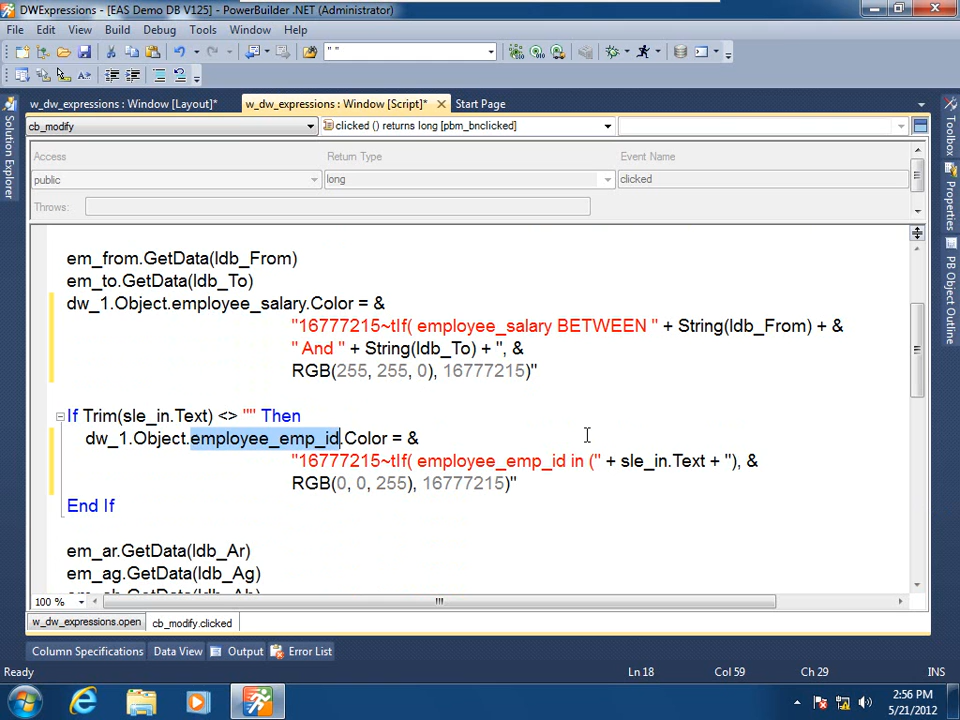 DWExpressions - [EAS Demo DB V125] - PowerBuilder .NET (Administrator)
File Edit View Build Debug Tools Window Help
" "
w_dw_expressions : Window [Layout]* w_dw_expressions : Window [Script]* Start Page
cb_modify clicked () returns long [pbm_bnclicked]
Access Return Type Event Name
public long clicked
Throws:
em_from.GetData(ldb_From)
em_to.GetData(ldb_To)
dw_1.Object.employee_salary.Color = &
"16777215~tIf( employee_salary BETWEEN " + String(ldb_From) + &
" And " + String(ldb_To) + ", &
RGB(255, 255, 0), 16777215)"
If Trim(sle_in.Text) <> "" Then
dw_1.Object.employee_emp_id.Color = &
"16777215~tIf( employee_emp_id in (" + sle_in.Text + "), &
RGB(0, 0, 255), 16777215)"
End If
em_ar.GetData(ldb_Ar)
em_ag.GetData(ldb_Ag)
100 %
w_dw_expressions.open cb_modify.clicked
Column Specifications Data View Output Error List
Ready Ln 18 Col 59 Ch 29 INS
2:56 PM
5/21/2012
Solution Explorer
Toolbox
Properties
PB Object Outline